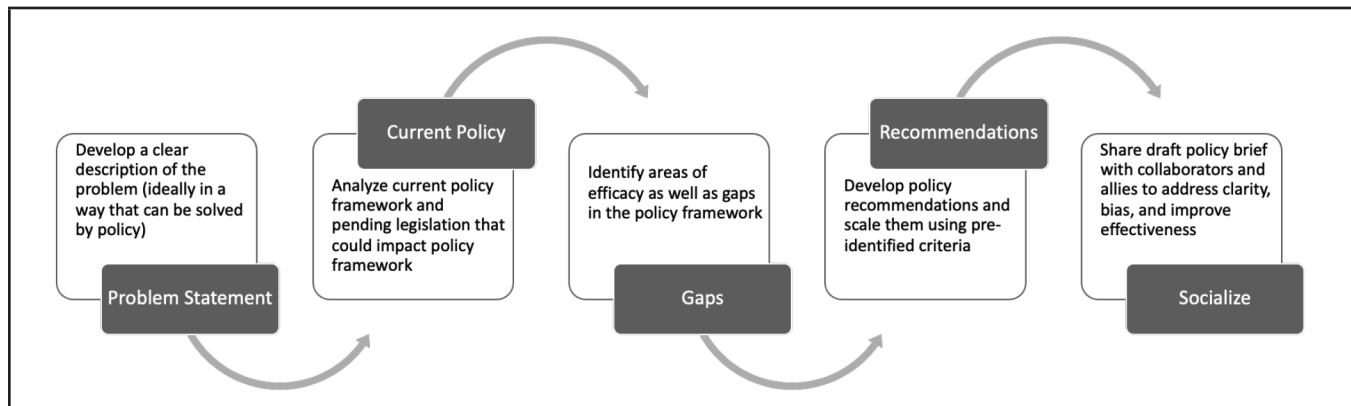 Develop a clear
description of the
problem (ideally in a
way that can be solved
by policy)
Problem Statement
Current Policy
Analyze current policy
framework and
pending legislation that
could impact policy
framework
Identify areas of
efficacy as well as gaps
in the policy framework
Gaps
Recommendations
Develop policy
recommendations and
scale them using pre-
identified criteria
Share draft policy brief
with collaborators and
allies to address clarity,
bias, and improve
effectiveness
Socialize